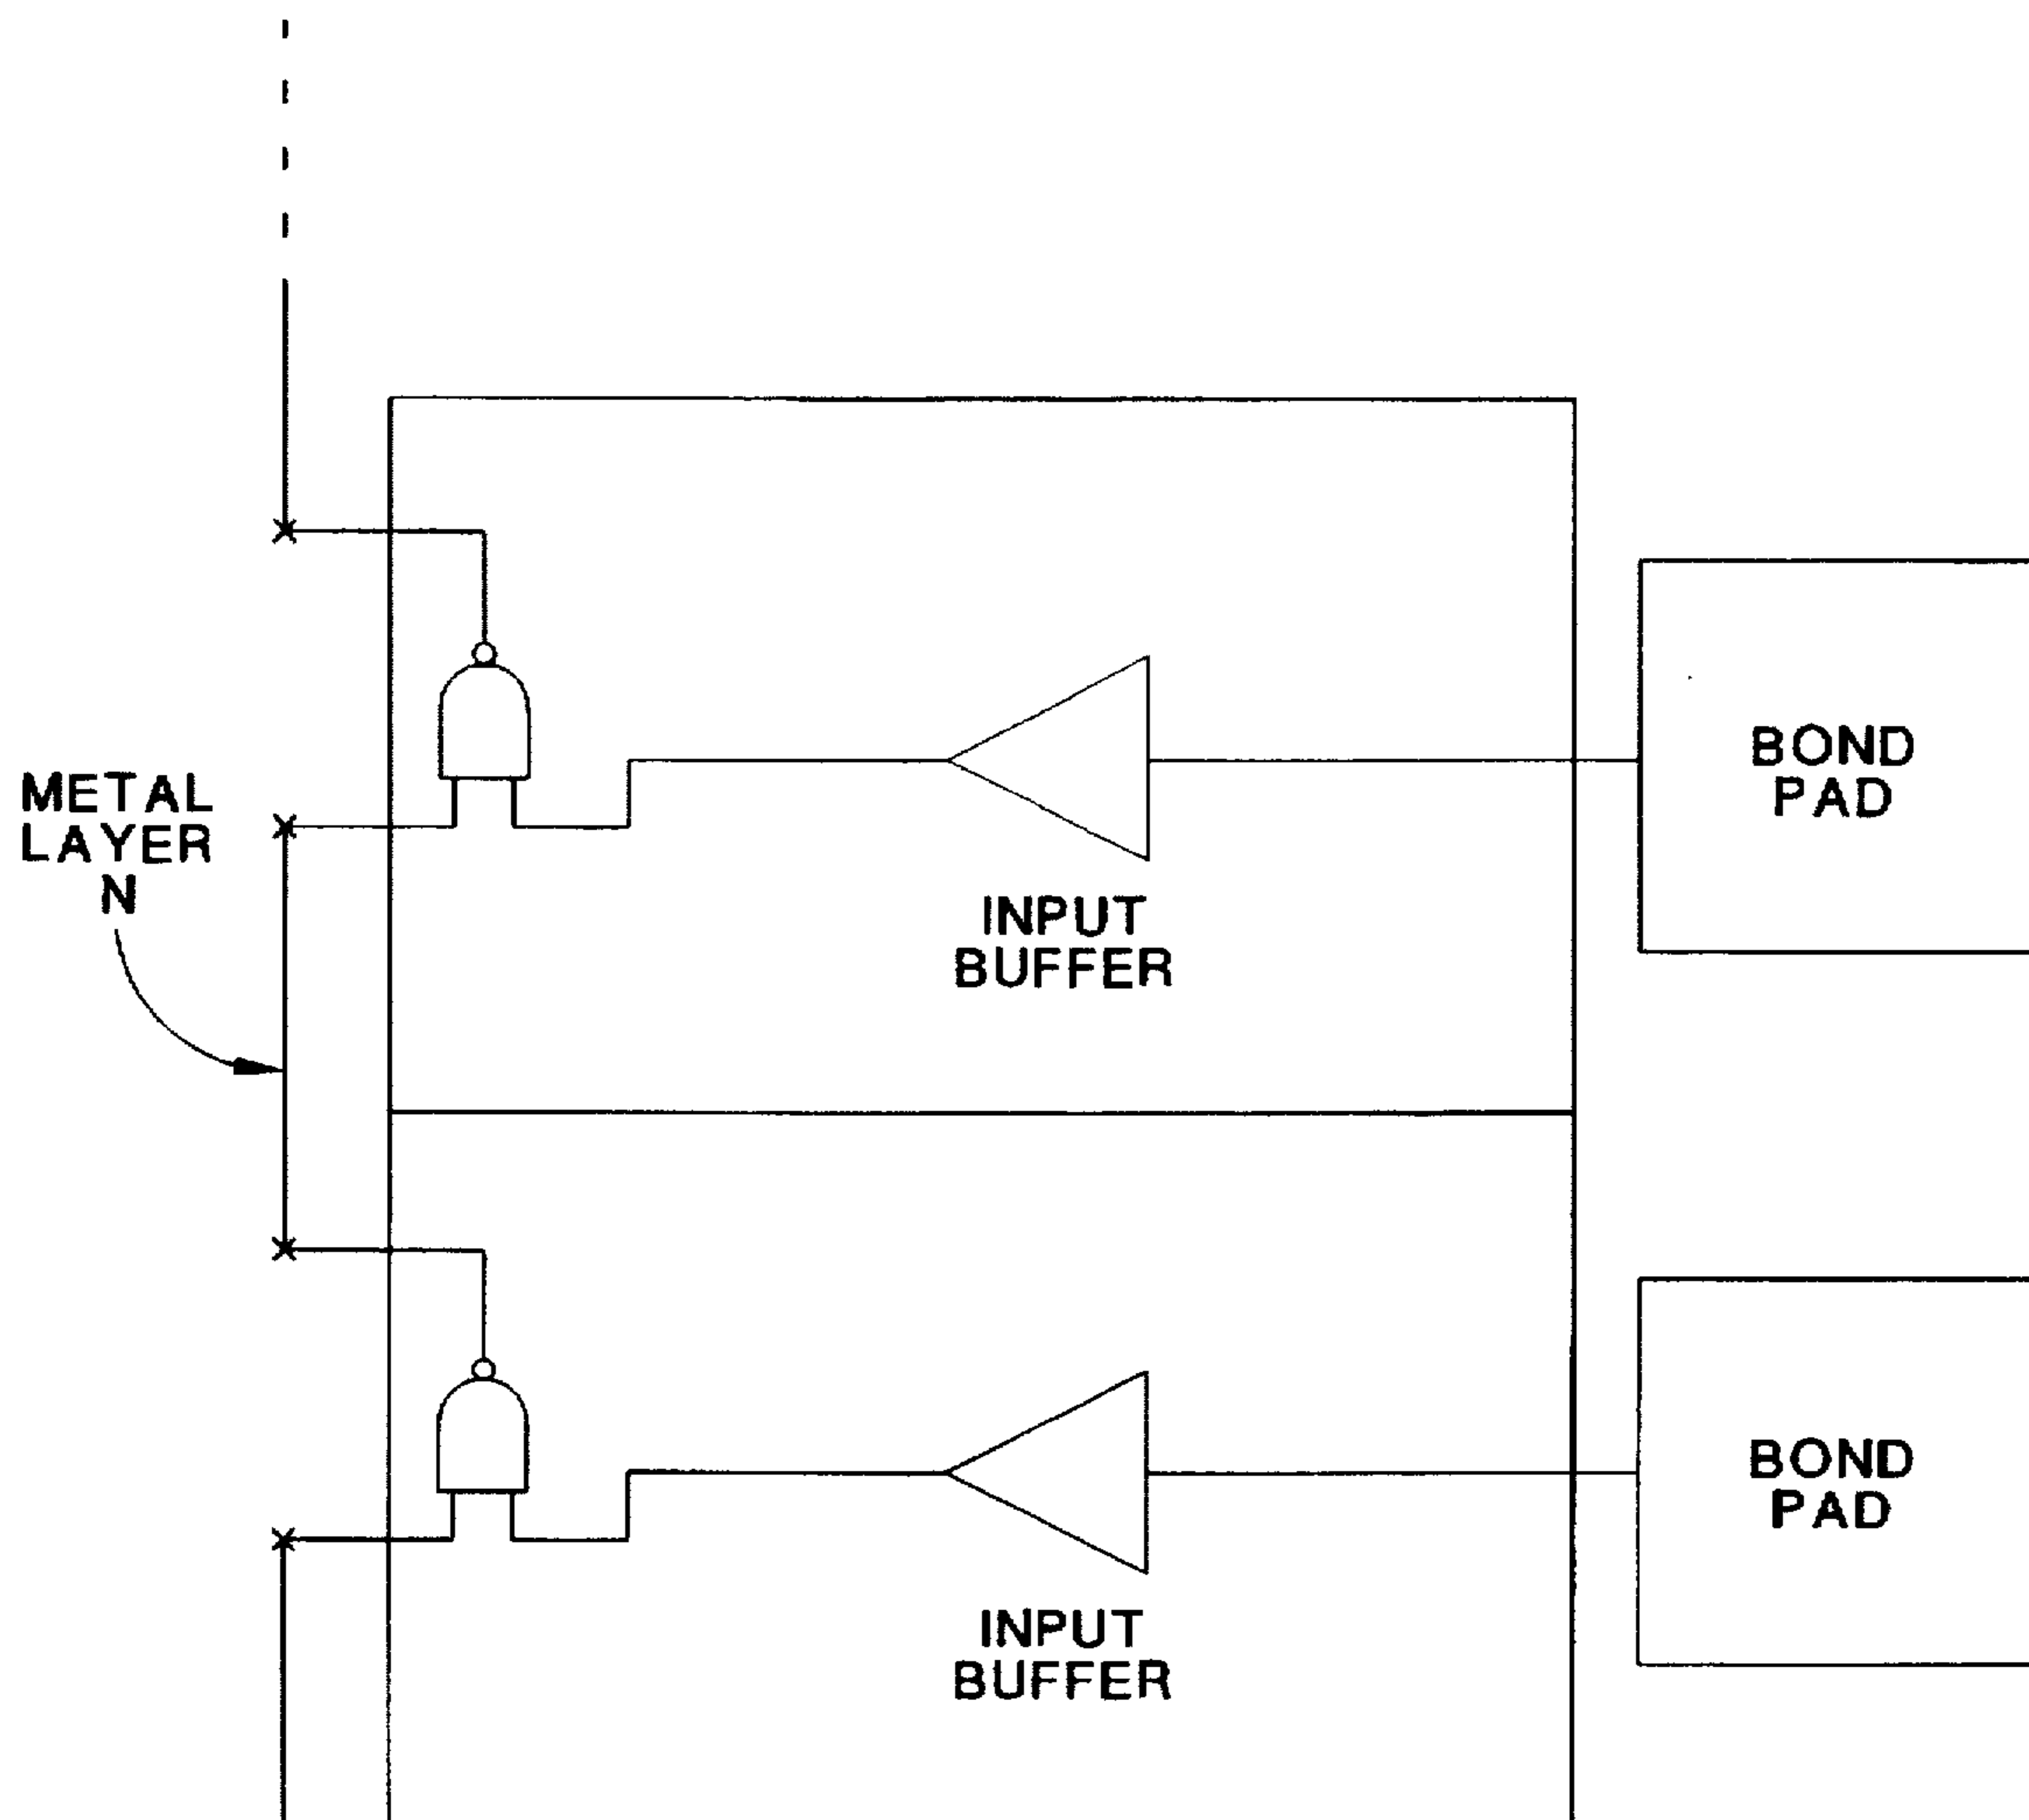 BOND
PAD
METAL
LAYER
N
INPUT
BUFFER
BOND
PAD
INPUT
BUFFER